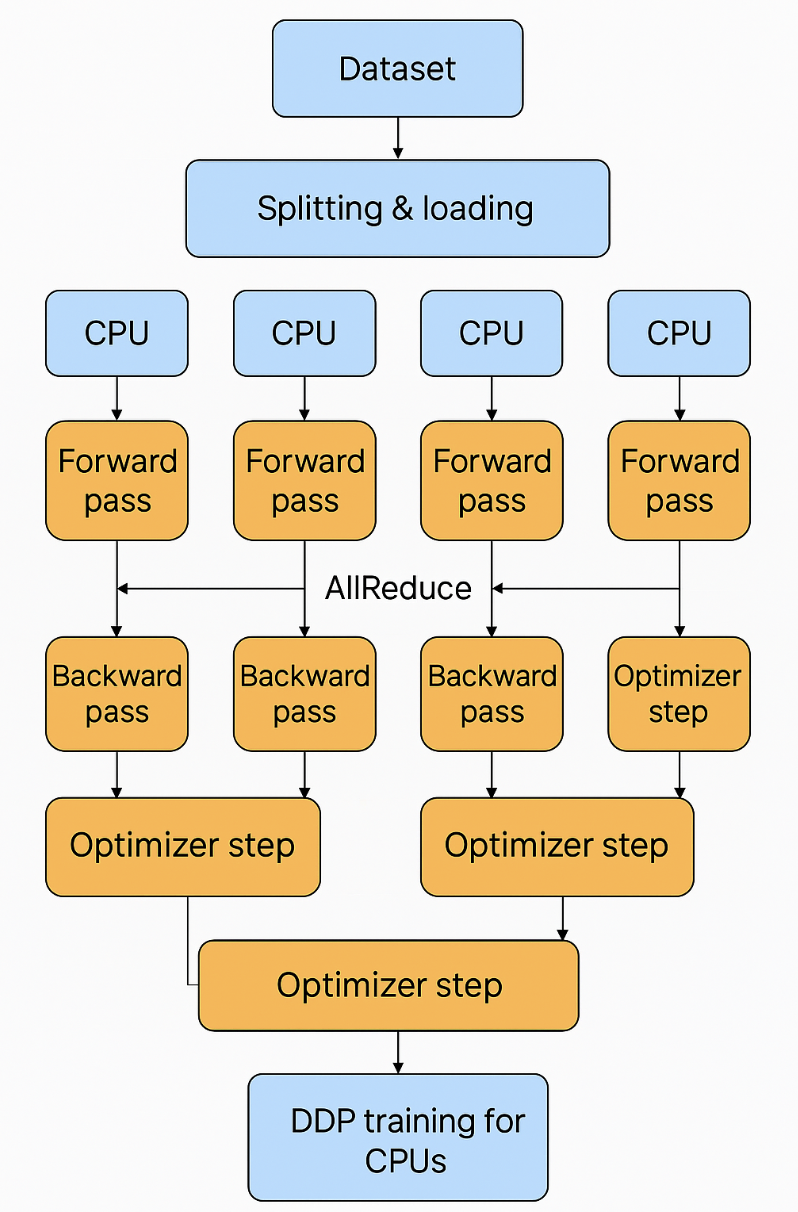 Dataset
Splitting & loading
CPU
CPU
CPU
CPU
Forward
pass
Forward
pass
Forward
pass
Forward
pass
AllReduce
Backward
pass
Backward
pass
Backward
pass
Optimizer
step
Optimizer step
Optimizer step
Optimizer step
DDP training for
CPUs